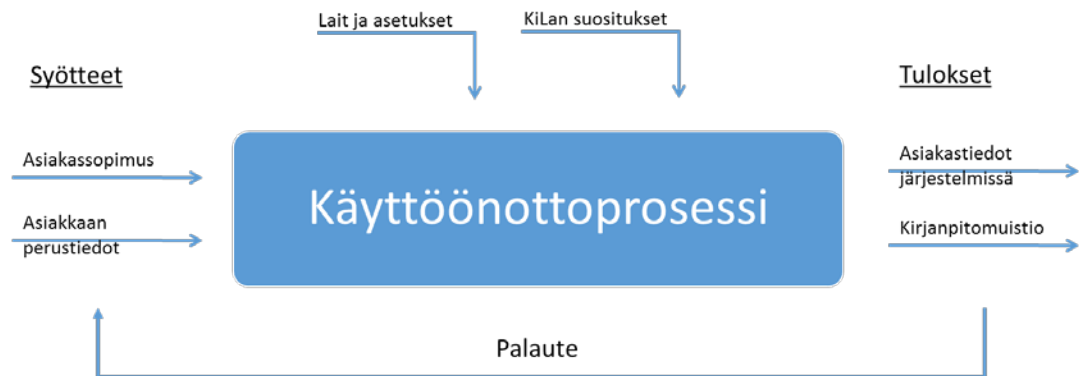 Lait ja asetukset
KiLan suositukset
Syötteet
Tulokset
Asiakassopimus
Asiakkaan
perustiedot
Käyttöönottoprosessi
Asiakastiedot
järjestelmissä
Kirjanpitomuistio
Palaute